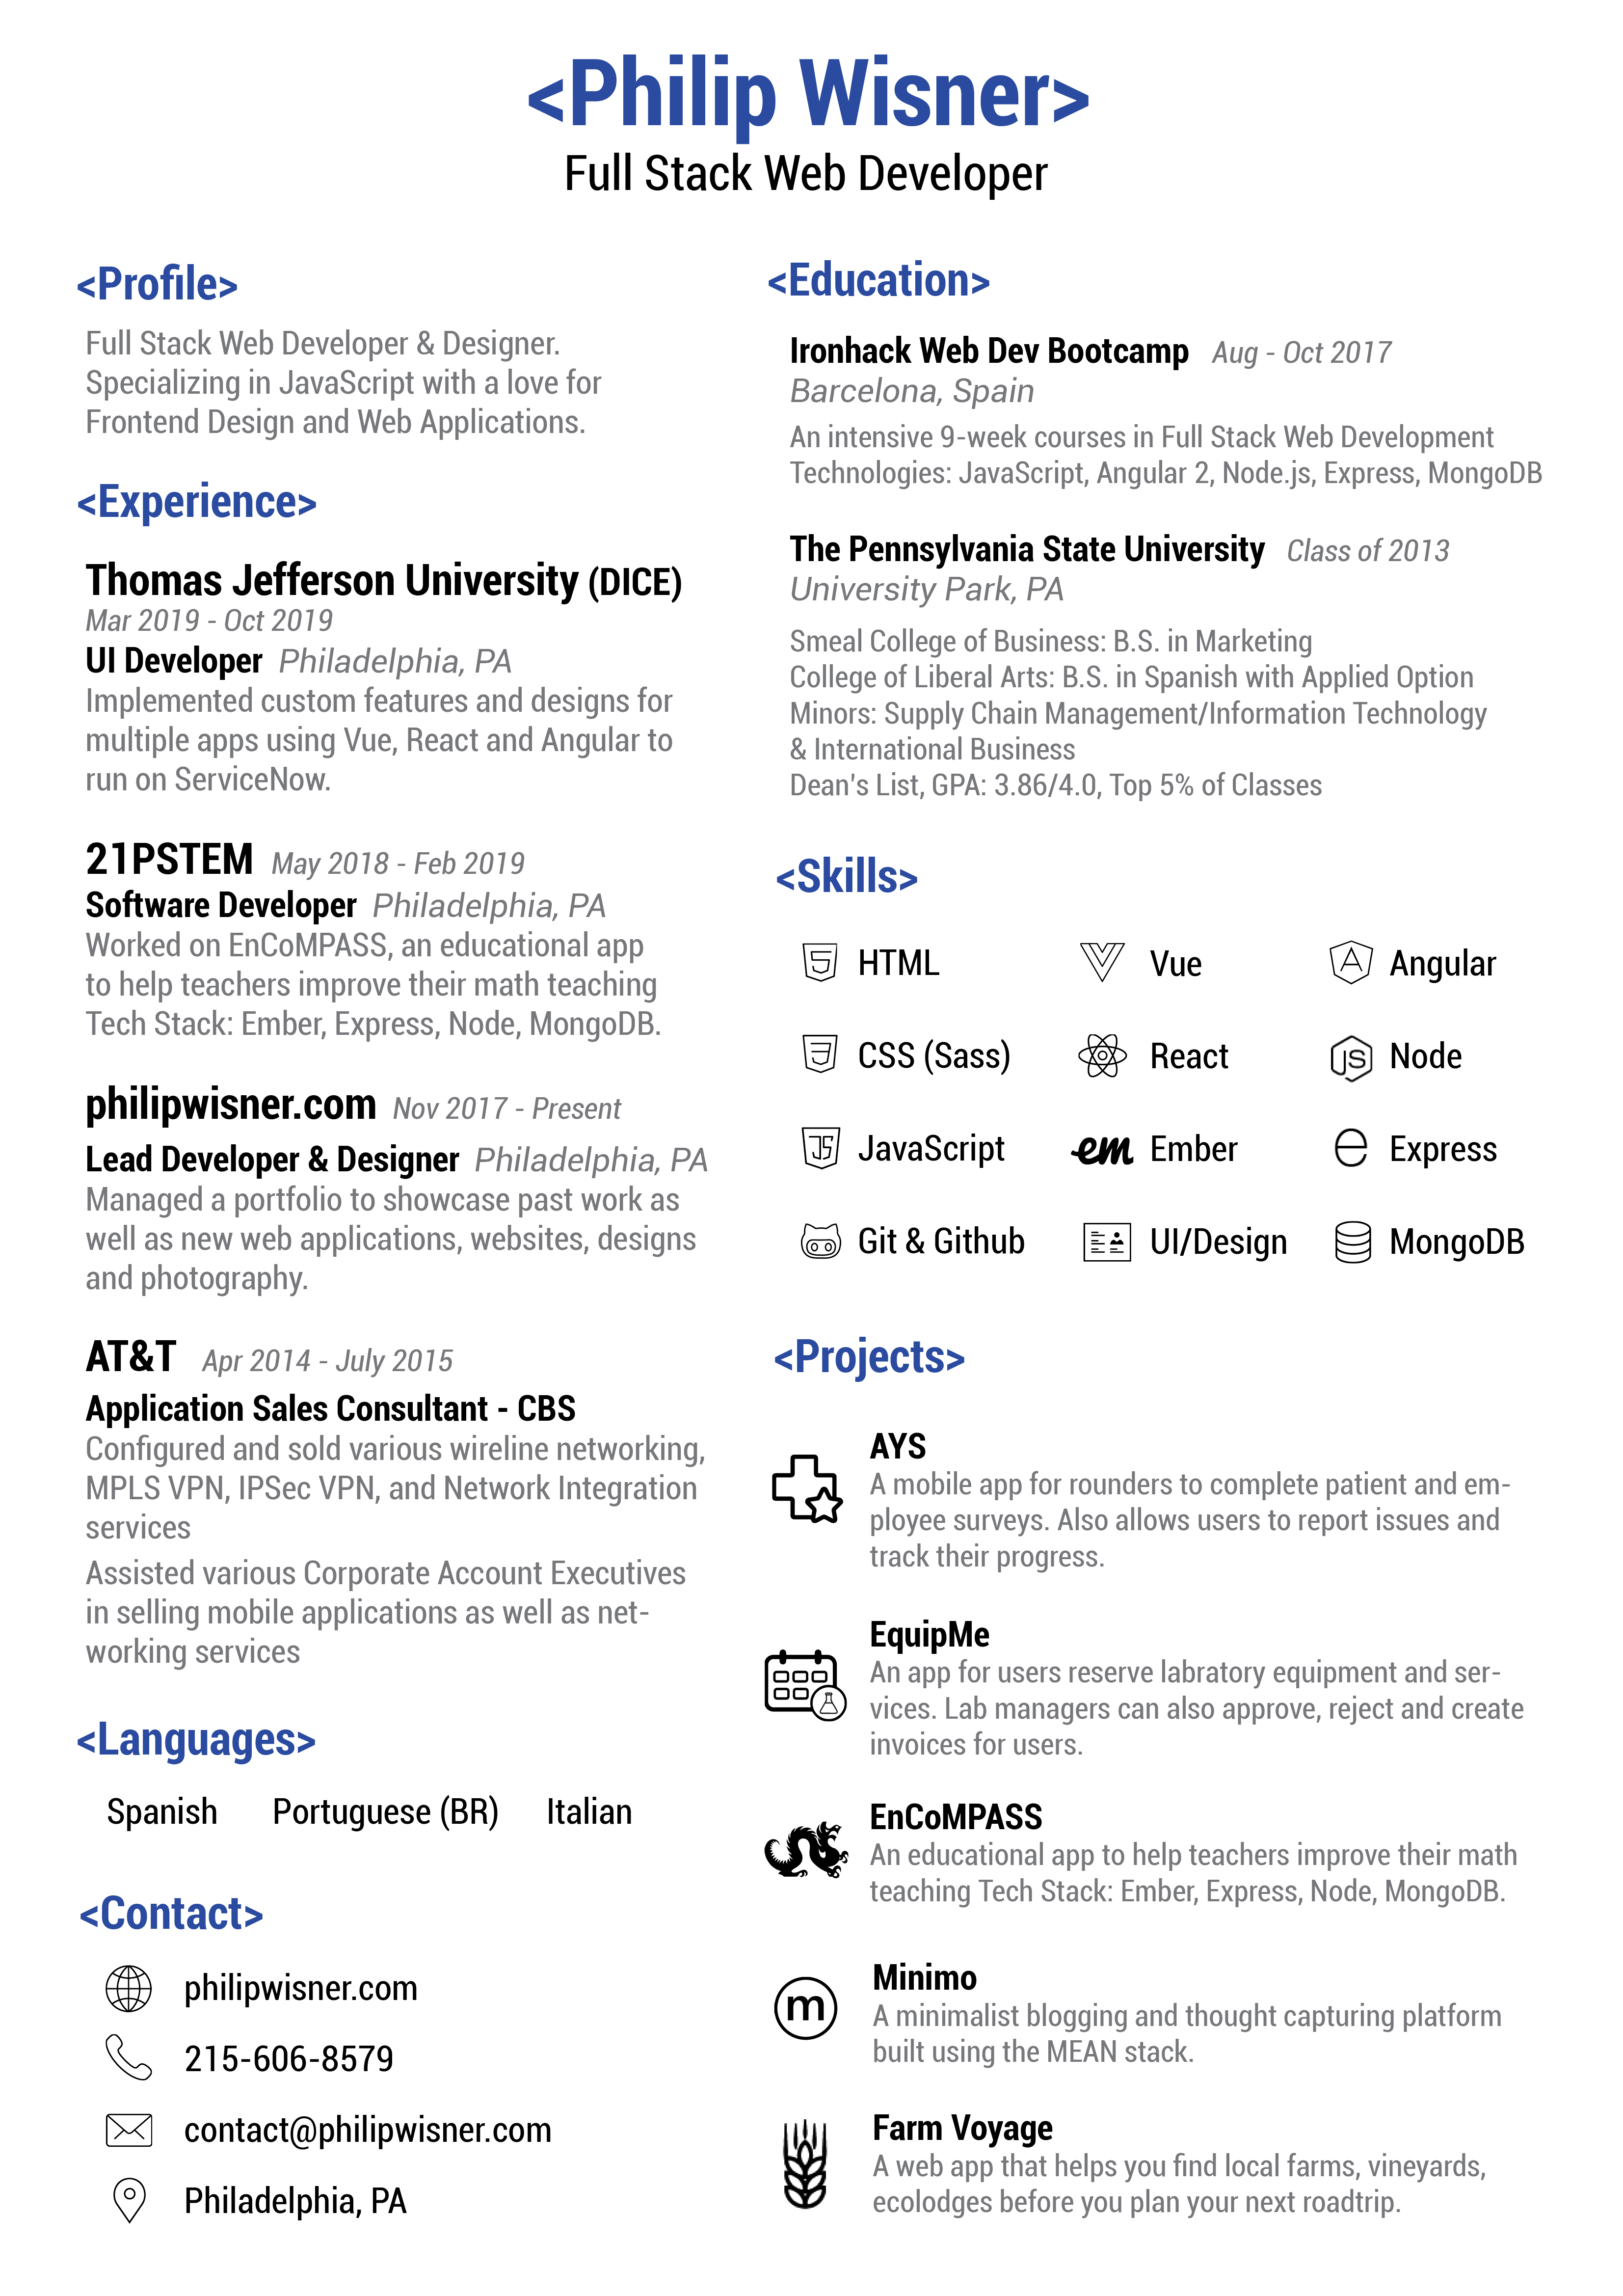 <Philip Wisner>
Full Stack Web Developer
<Profile>
Full Stack Web Developer & Designer.
Specializing in JavaScript with a love for
Frontend Design and Web Applications.
<Experience>
Thomas Jefferson University (DICE)
Mar 2019 - Oct 2019
UI Developer Philadelphia, PA
Implemented custom features and designs for
multiple apps using Vue, React and Angular to
run on ServiceNow.
21PSTEM May 2018 - Feb 2019
Software Developer Philadelphia, PA
Worked on EnCoMPASS, an educational app
to help teachers improve their math teaching
Tech Stack: Ember, Express, Node, MongoDB.
philipwisner.com Nov 2017 - Present
Lead Developer & Designer Philadelphia, PA
Managed a portfolio to showcase past work as
well as new web applications, websites, designs
and photography.
AT&T Apr 2014 - July 2015
Application Sales Consultant - CBS
Configured and sold various wireline networking,
MPLS VPN, IPSec VPN, and Network Integration
services
Assisted various Corporate Account Executives
in selling mobile applications as well as net-
working services
<Languages>
Spanish Portuguese (BR) Italian
<Contact>
philipwisner.com
215-606-8579
contact@philipwisner.com
Philadelphia, PA
<Education>
Ironhack Web Dev Bootcamp Aug - Oct 2017
Barcelona, Spain
An intensive 9-week courses in Full Stack Web Development
Technologies: JavaScript, Angular 2, Node.js, Express, MongoDB
The Pennsylvania State University Class of 2013
University Park, PA
Smeal College of Business: B.S. in Marketing
College of Liberal Arts: B.S. in Spanish with Applied Option
Minors: Supply Chain Management/Information Technology
& International Business
Dean's List, GPA: 3.86/4.0, Top 5% of Classes
<Skills>
HTML Vue Angular
CSS (Sass) React JS Node
JS JavaScript em Ember e Express
Git & Github UI/Design MongoDB
<Projects>
AYS
A mobile app for rounders to complete patient and em-
ployee surveys. Also allows users to report issues and
track their progress.
EquipMe
An app for users reserve labratory equipment and ser-
vices. Lab managers can also approve, reject and create
invoices for users.
EnCoMPASS
An educational app to help teachers improve their math
teaching Tech Stack: Ember, Express, Node, MongoDB.
Minimo
m
A minimalist blogging and thought capturing platform
built using the MEAN stack.
Farm Voyage
A web app that helps you find local farms, vineyards,
ecolodges before you plan your next roadtrip.